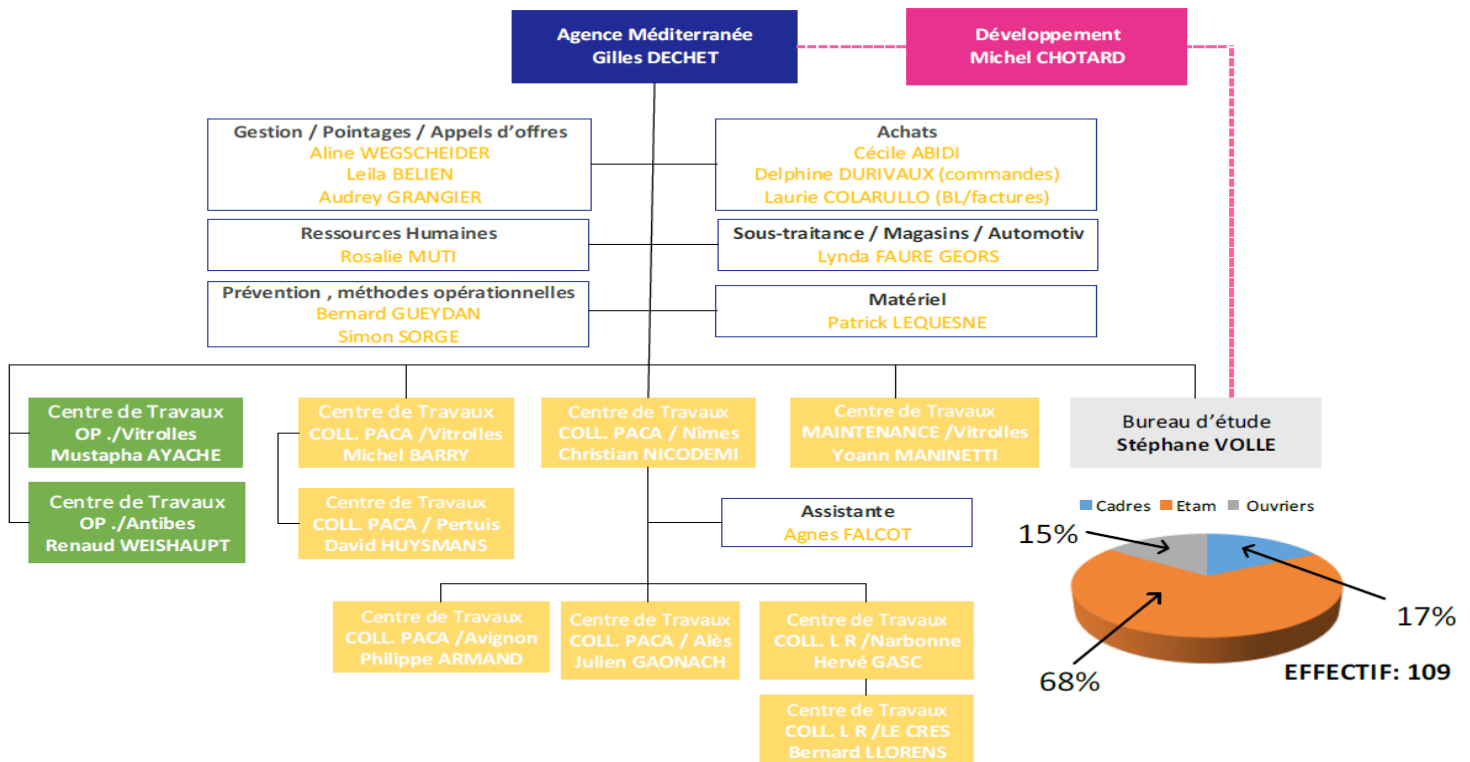 Agence Méditerranée
Gilles DECHET
Développement
Michel CHOTARD
Gestion / Pointages / Appels d’offres
Aline WEGSCHEIDER
Leila BELIEN
Audrey GRANGIER
Achats
Cécile ABIDI
Delphine DURIVAUX (commandes)
Laurie COLARULLO (BL/factures)
Ressources Humaines
Rosalie MUTI
Sous-traitance / Magasins / Automotiv
Lynda FAURE GEORS
Prévention , méthodes opérationnelles
Bernard GUEYDAN
Simon SORGE
Matériel
Patrick LEQUESNE
Centre de Travaux
OP ./Vitrolles
Mustapha AYACHE
Centre de Travaux
COLL. PACA /Vitrolles
Michel BARRY
Centre de Travaux
COLL. PACA / Nîmes
Christian NICODEMI
Centre de Travaux
MAINTENANCE /Vitrolles
Yoann MANINETTI
Bureau d’étude
Stéphane VOLLE
Centre de Travaux
OP ./Antibes
Renaud WEISHAUPT
Centre de Travaux
COLL. PACA / Pertuis
David HUYSMANS
Assistante
Agnes FALCOT
Cadres Etam Ouvriers
15%
17%
68%
EFFECTIF: 109
Centre de Travaux
COLL. PACA /Avignon
Philippe ARMAND
Centre de Travaux
COLL. PACA / Alès
Julien GAONACH
Centre de Travaux
COLL. L R /Narbonne
Hervé GASC
Centre de Travaux
COLL. L R /LE CRES
Bernard LLORENS